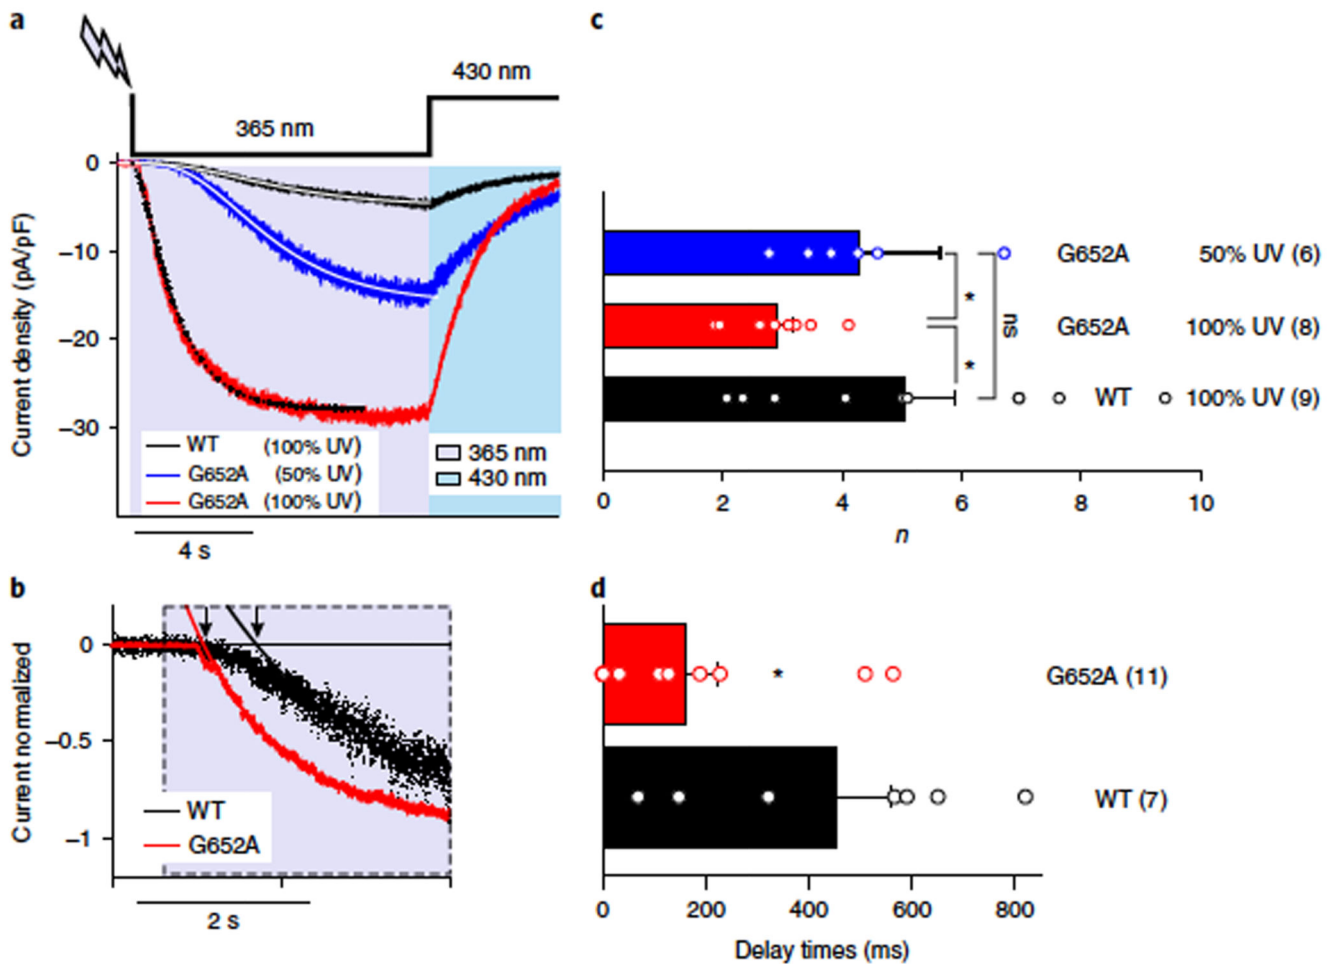 a
430 nm
365 nm
0
−10
−20
−30
Current density (pA/pF)
WT (100% UV)
G652A (50% UV)
G652A (100% UV)
365 nm
430 nm
4 s
b
0
−0.5
−1
Current normalized
WT
G652A
2 s
c
G652A 50% UV (6)
*
ns
G652A 100% UV (8)
*
WT 100% UV (9)
0 2 4 6 8 10
n
d
* G652A (11)
WT (7)
0 200 400 600 800
Delay times (ms)